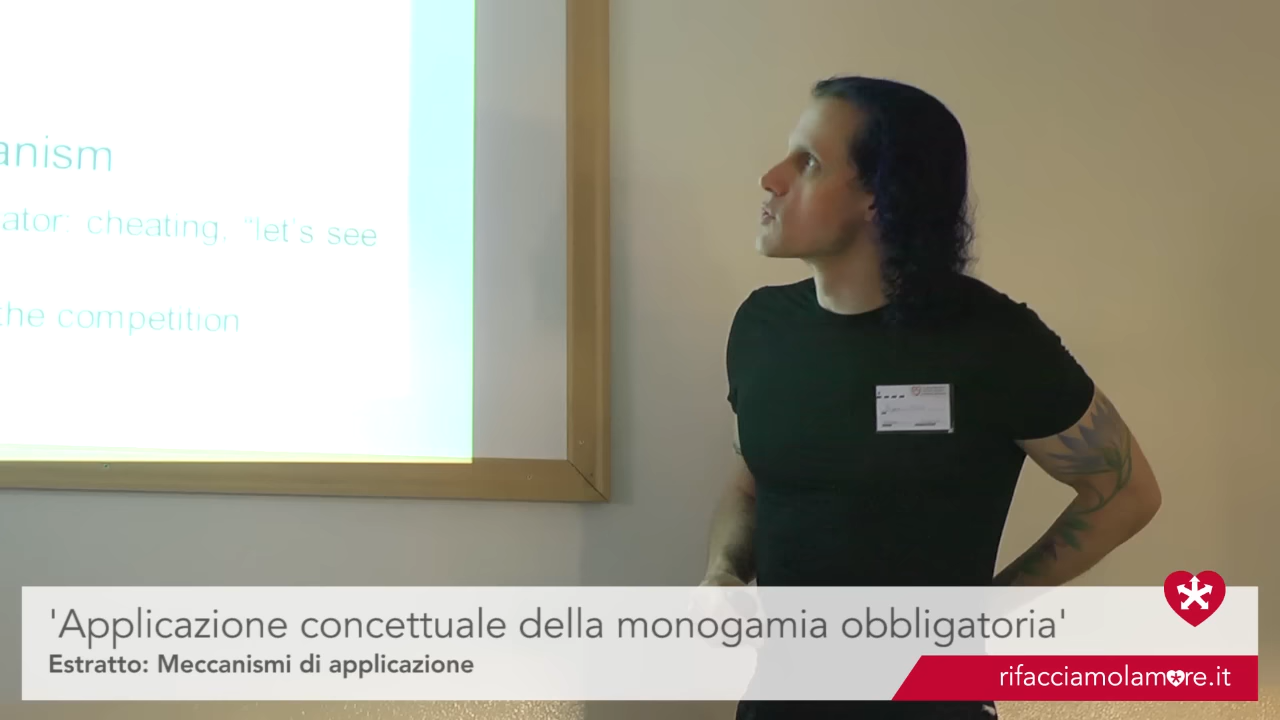 anism
ator: cheating, "let's see
the competition
'Applicazione concettuale della monogamia obbligatoria'
Estratto: Meccanismi di applicazione
rifacciamolamore.it